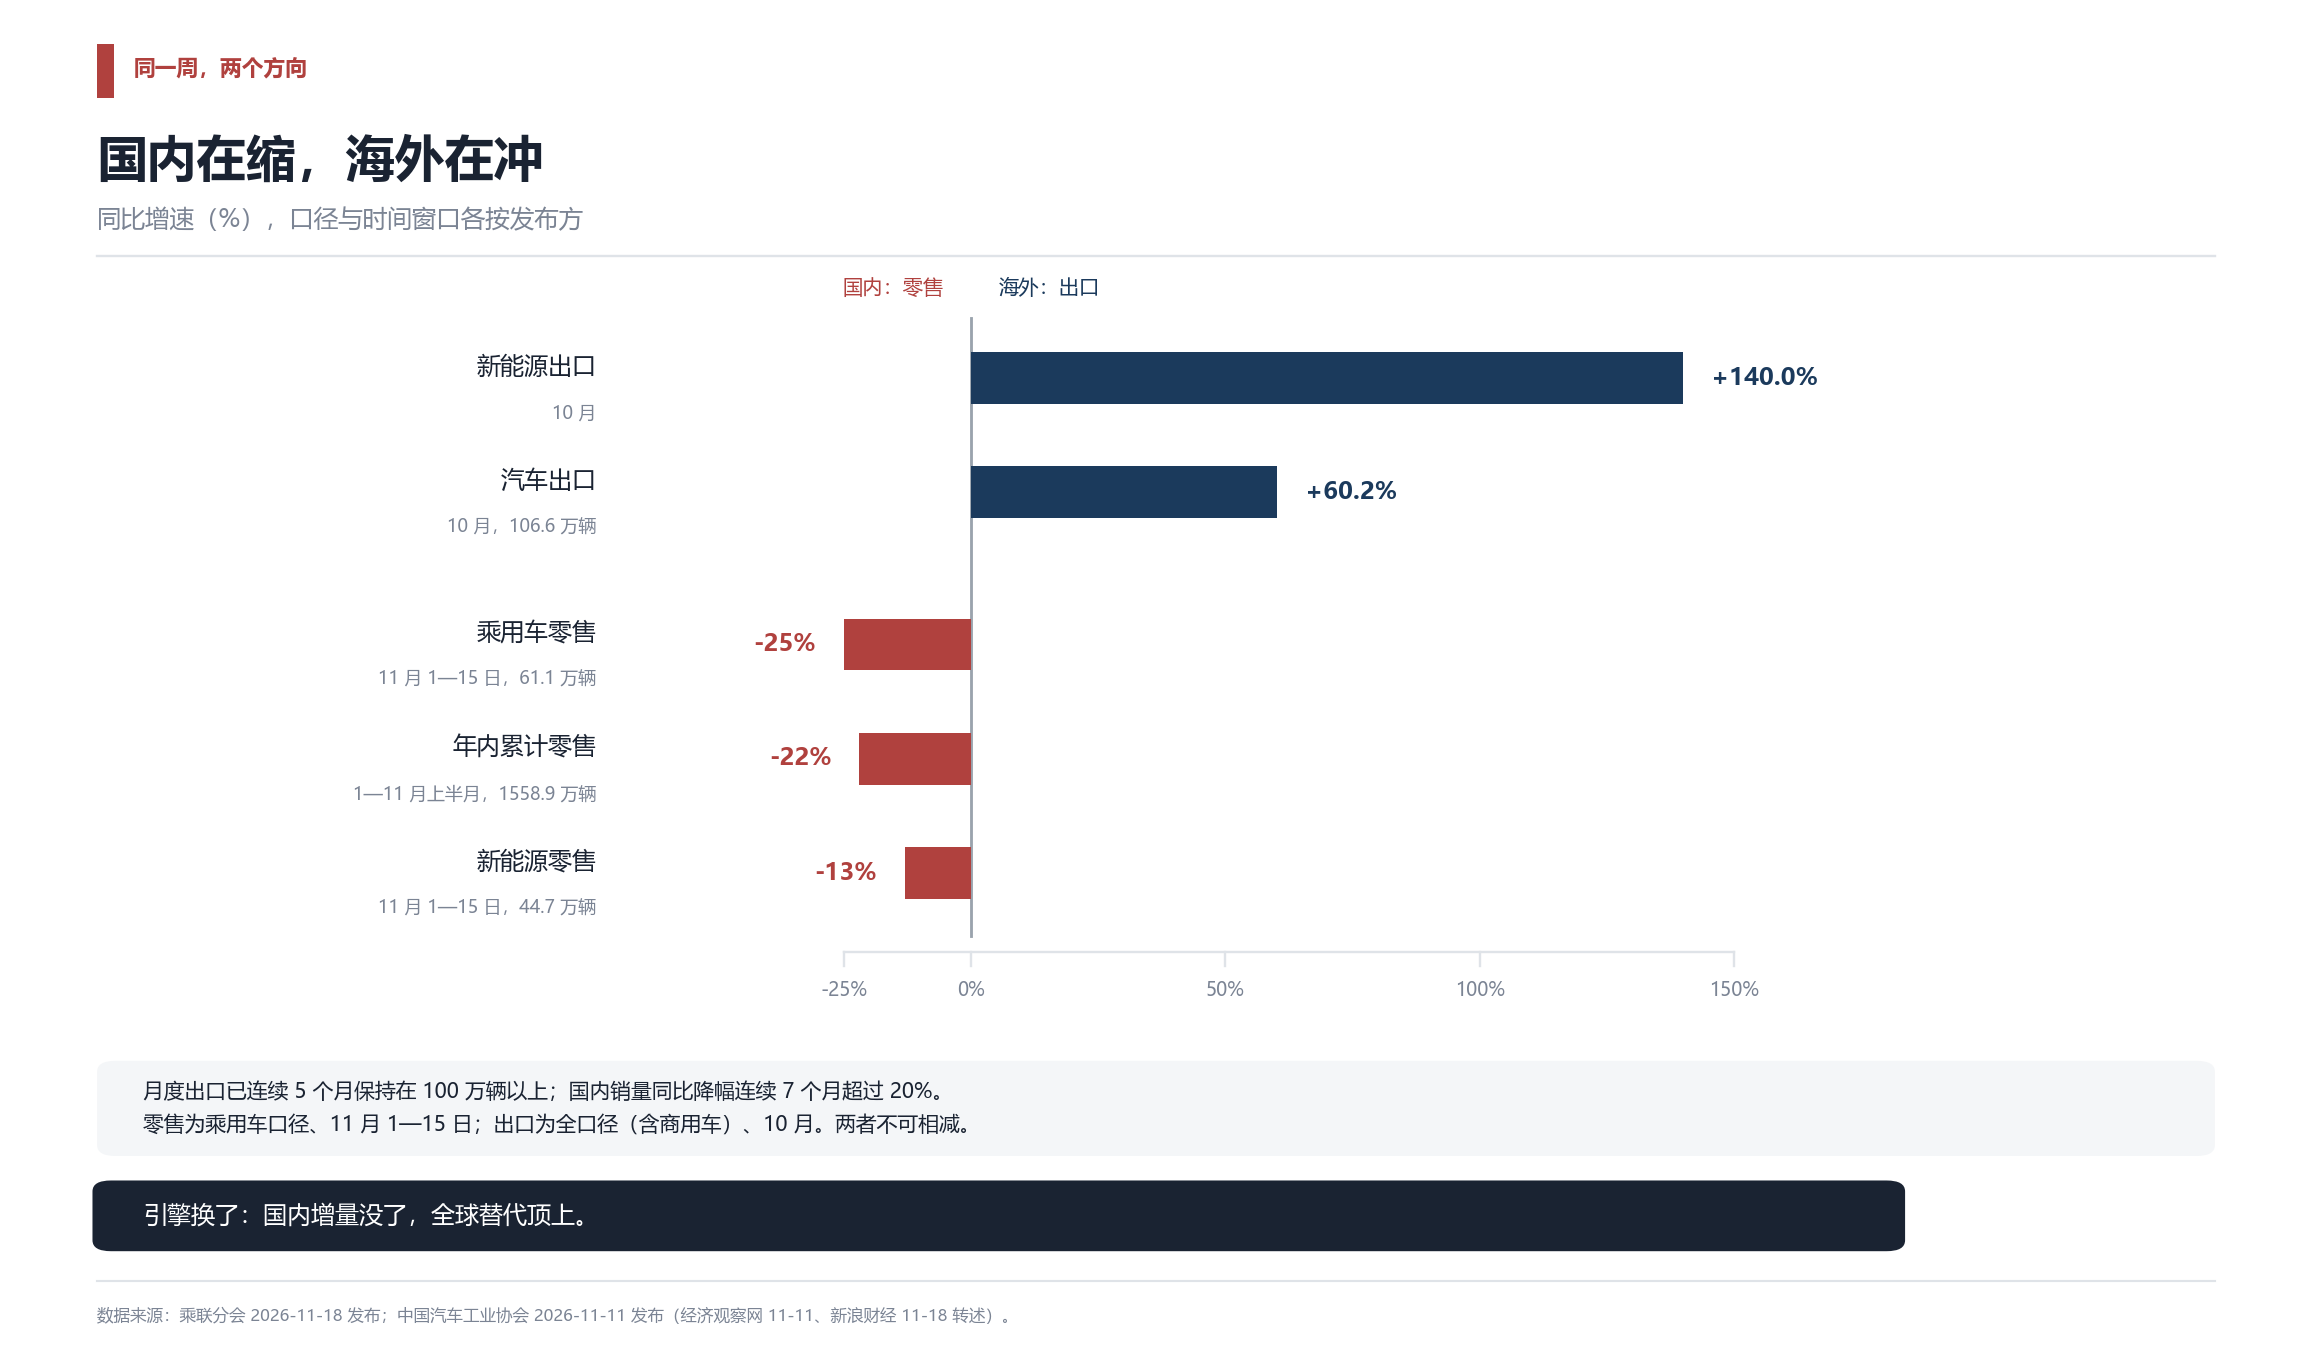 同一周，两个方向
国内在缩，海外在冲
同比增速（%），口径与时间窗口各按发布方
国内：零售
海外：出口
新能源出口
10 月
+140.0%
汽车出口
10 月，106.6 万辆
+60.2%
乘用车零售
11 月 1—15 日，61.1 万辆
-25%
年内累计零售
1—11 月上半月，1558.9 万辆
-22%
新能源零售
11 月 1—15 日，44.7 万辆
-13%
-25%
0%
50%
100%
150%
月度出口已连续 5 个月保持在 100 万辆以上；国内销量同比降幅连续 7 个月超过 20%。
零售为乘用车口径、11 月 1—15 日；出口为全口径（含商用车）、10 月。两者不可相减。
引擎换了：国内增量没了，全球替代顶上。
数据来源：乘联分会 2026-11-18 发布；中国汽车工业协会 2026-11-11 发布（经济观察网 11-11、新浪财经 11-18 转述）。